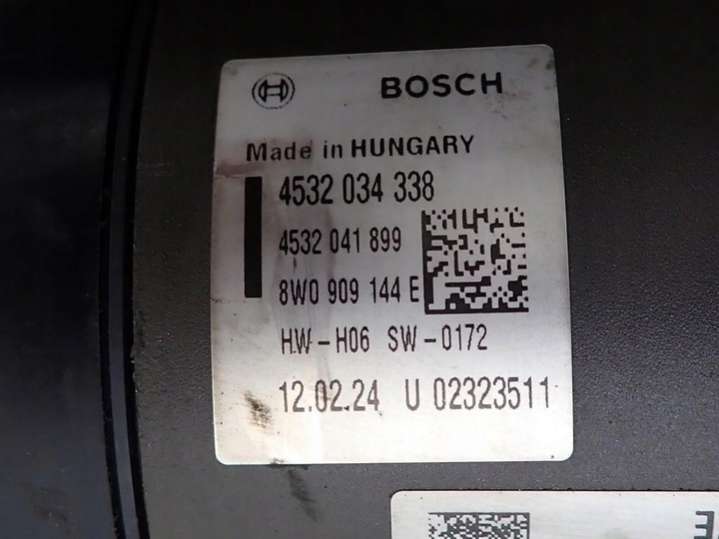 BOSCH
Made in HUNGARY
4532 034 338
4532 041 899
8W0 909 144 E
HW-H06 SW-0172
12.02.24 U 02323511